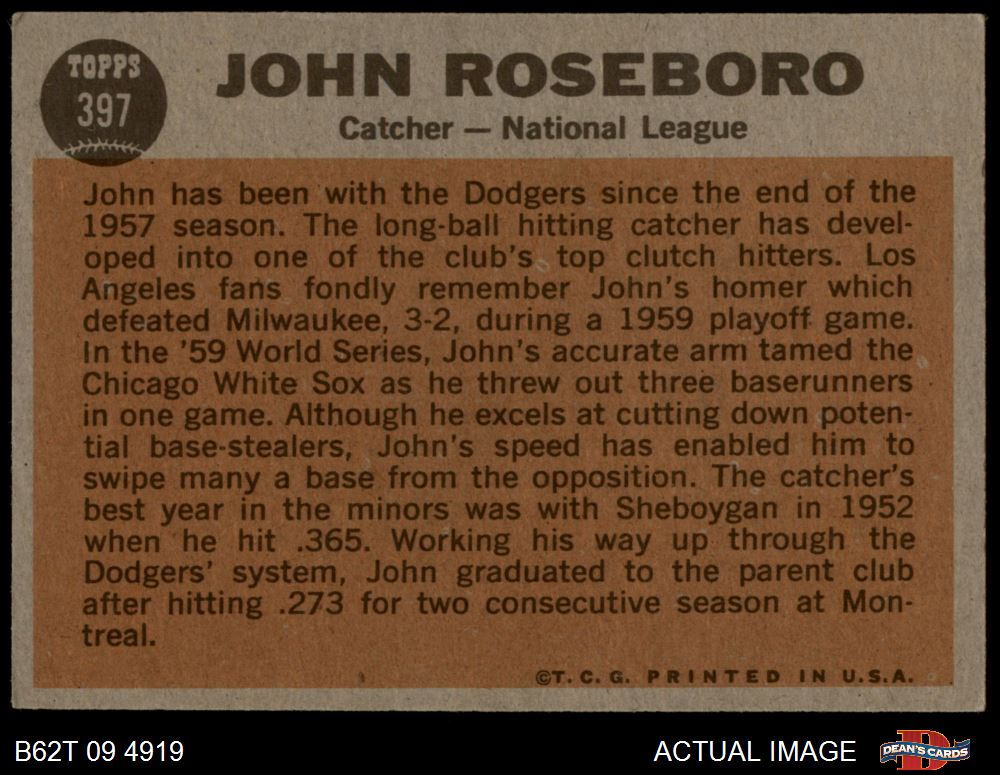 TOPPS
397
JOHN ROSEBORO
Catcher — National League
John has been with the Dodgers since the end of the
1957 season. The long-ball hitting catcher has devel-
oped into one of the club's top clutch hitters. Los
Angeles fans fondly remember John's homer which
defeated Milwaukee, 3-2, during a 1959 playoff game.
In the '59 World Series, John's accurate arm tamed the
Chicago White Sox as he threw out three baserunners
in one game. Although he excels at cutting down poten-
tial base-stealers, John's speed has enabled him to
swipe many a base from the opposition. The catcher's
best year in the minors was with Sheboygan in 1952
when he hit .365. Working his way up through the
Dodgers' system, John graduated to the parent club
after hitting .273 for two consecutive season at Mon-
treal.
©T. C. G. PRINTED IN U.S.A.
B62T 09 4919
ACTUAL IMAGE
DEAN'S CARDS